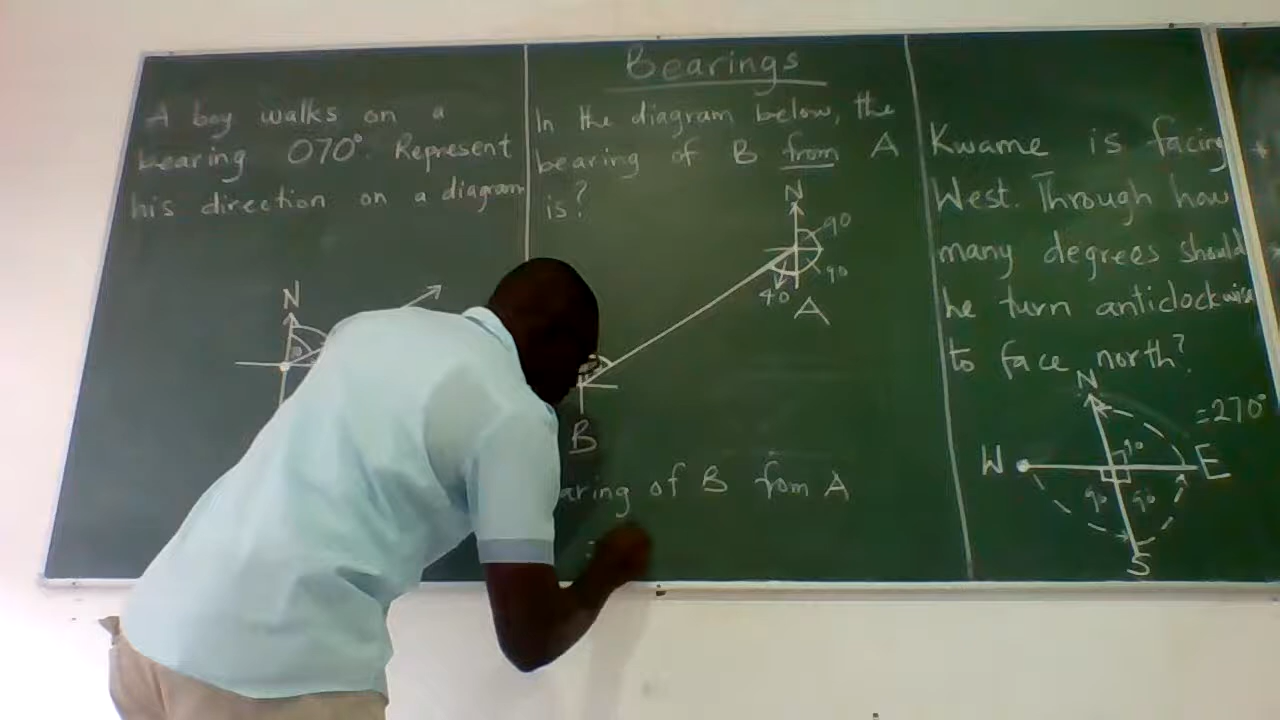 Bearings
A boy walks on a
bearing 070°. Represent
his direction on a diagram
N
In the diagram below, the
bearing of B from A
is?
N
90
90
40
A
B
aring of B from A
=
Kwame is facing
West. Through how
many degrees should
he turn anticlockwise
to face north?
N
=270°
W
90
E
90
90
S